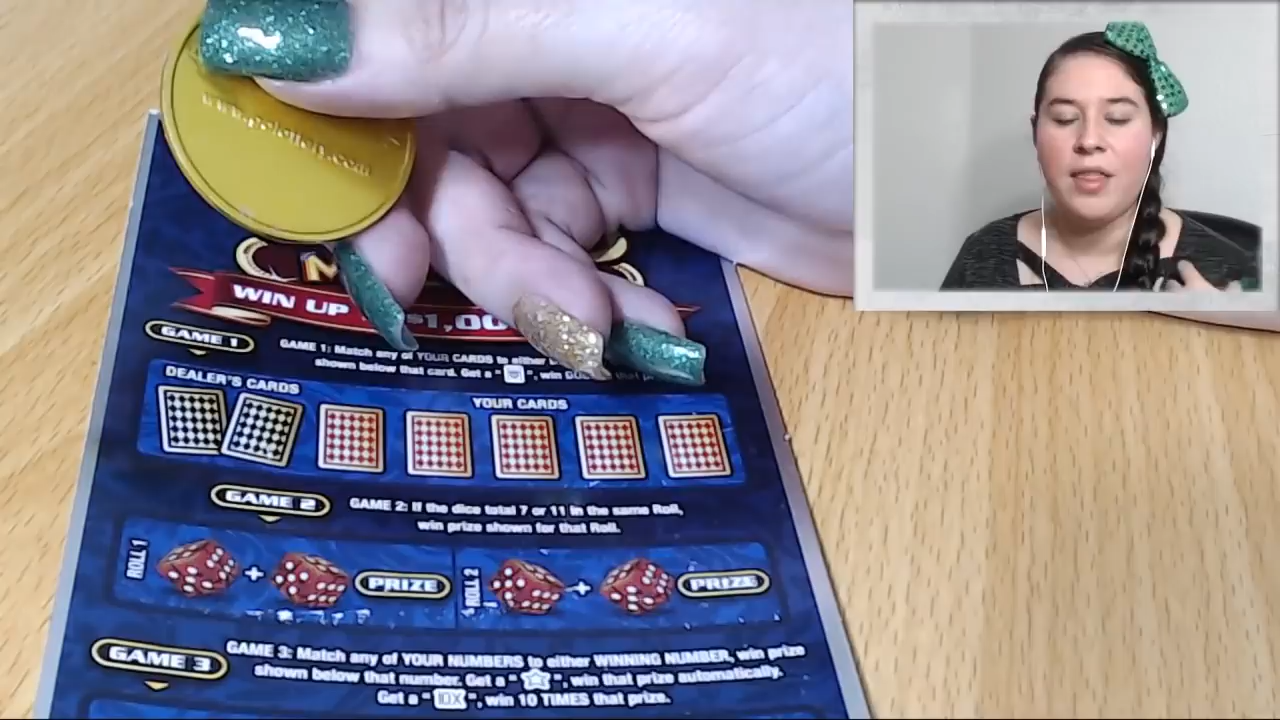 WIN UP $1,00
GAME 1
GAME 1: Match any of YOUR CARDS to either
shown below that card. Get a " ", win
DEALER'S CARDS
YOUR CARDS
GAME 2
GAME 2: If the dice total 7 or 11 in the same Roll,
win prize shown for that Roll.
ROLL 1
+
PRIZE
ROLL 2
+
PRIZE
GAME 3
GAME 3: Match any of YOUR NUMBERS to either WINNING NUMBER, win prize
shown below that number. Get a " ", win that prize automatically.
Get a " 10X ", win 10 TIMES that prize.